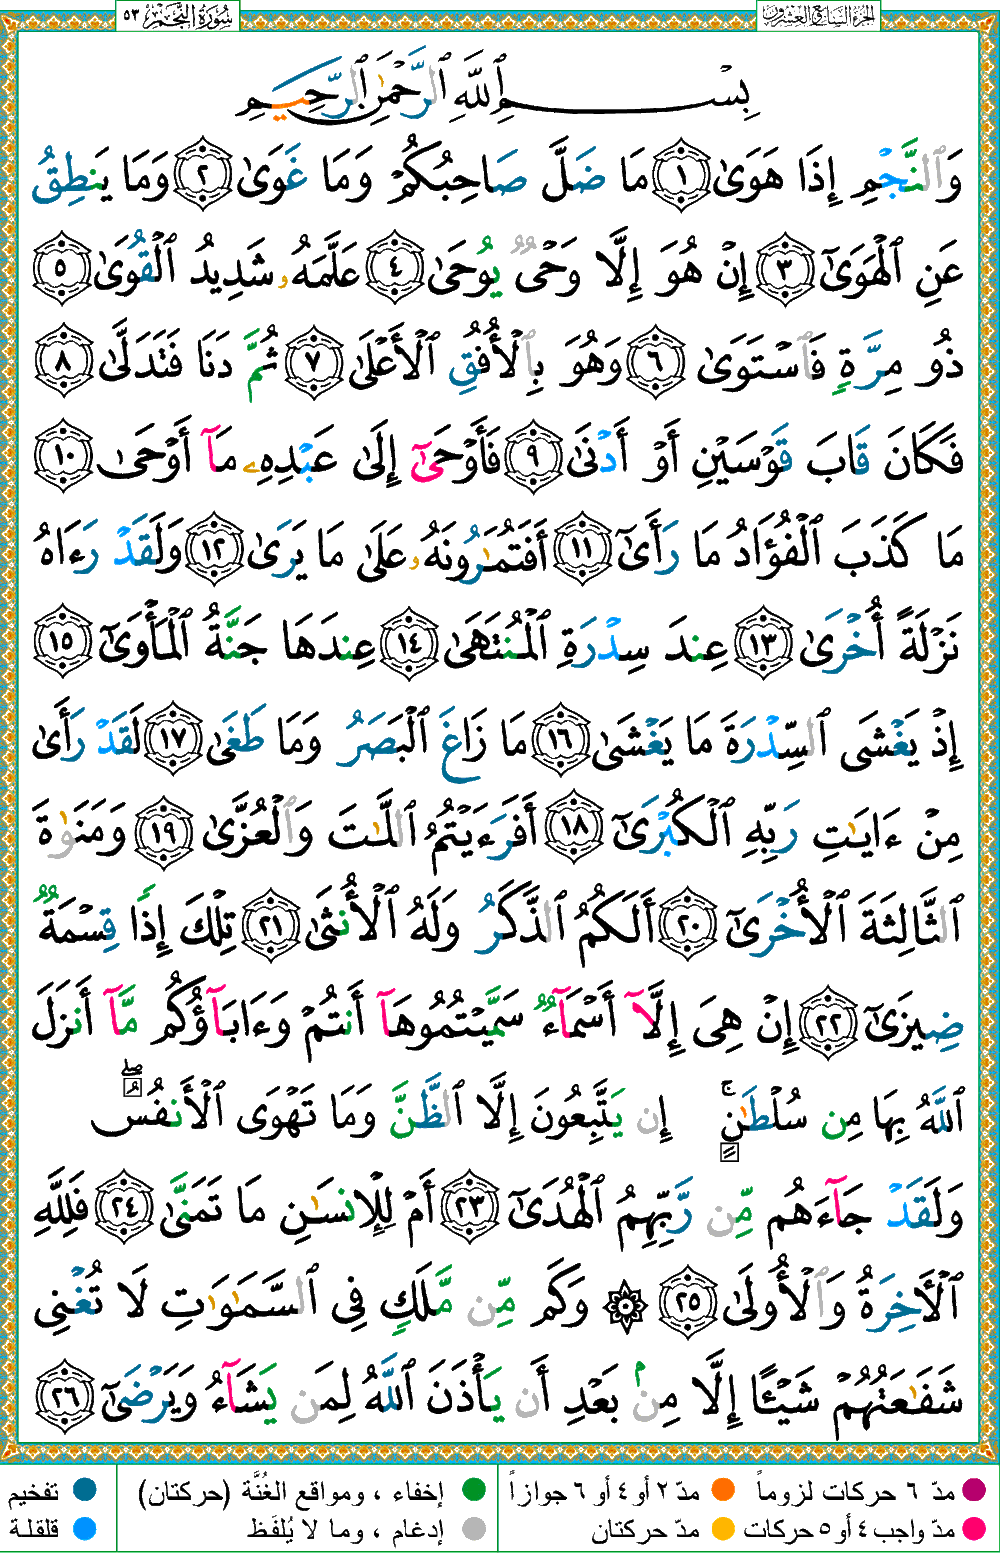 سُورَةُ النَّجْمِ ٥٣
الجزء السابع والعشرون
بِسْمِ ٱللَّهِ ٱلرَّحْمَٰنِ ٱلرَّحِيمِ
وَٱلنَّجْمِ إِذَا هَوَىٰ ١ مَا ضَلَّ صَاحِبُكُمْ وَمَا غَوَىٰ ٢ وَمَا يَنطِقُ
عَنِ ٱلْهَوَىٰٓ ٣ إِنْ هُوَ إِلَّا وَحْىٌ يُوحَىٰ ٤ عَلَّمَهُۥ شَدِيدُ ٱلْقُوَىٰ ٥
ذُو مِرَّةٍ فَٱسْتَوَىٰ ٦ وَهُوَ بِٱلْأُفُقِ ٱلْأَعْلَىٰ ٧ ثُمَّ دَنَا فَتَدَلَّىٰ ٨
فَكَانَ قَابَ قَوْسَيْنِ أَوْ أَدْنَىٰ ٩ فَأَوْحَىٰٓ إِلَىٰ عَبْدِهِۦ مَآ أَوْحَىٰ ١٠
مَا كَذَبَ ٱلْفُؤَادُ مَا رَأَىٰٓ ١١ أَفَتُمَٰرُونَهُۥ عَلَىٰ مَا يَرَىٰ ١٢ وَلَقَدْ رَءَاهُ
نَزْلَةً أُخْرَىٰ ١٣ عِندَ سِدْرَةِ ٱلْمُنتَهَىٰ ١٤ عِندَهَا جَنَّةُ ٱلْمَأْوَىٰٓ ١٥
إِذْ يَغْشَى ٱلسِّدْرَةَ مَا يَغْشَىٰ ١٦ مَا زَاغَ ٱلْبَصَرُ وَمَا طَغَىٰ ١٧ لَقَدْ رَأَىٰ
مِنْ ءَايَٰتِ رَبِّهِ ٱلْكُبْرَىٰٓ ١٨ أَفَرَءَيْتُمُ ٱللَّٰتَ وَٱلْعُزَّىٰ ١٩ وَمَنَوٰةَ
ٱلثَّالِثَةَ ٱلْأُخْرَىٰٓ ٢٠ أَلَكُمُ ٱلذَّكَرُ وَلَهُ ٱلْأُنثَىٰ ٢١ تِلْكَ إِذًا قِسْمَةٌ
ضِيزَىٰٓ ٢٢ إِنْ هِىَ إِلَّآ أَسْمَآءٌ سَمَّيْتُمُوهَآ أَنتُمْ وَءَابَآؤُكُم مَّآ أَنزَلَ
ٱللَّهُ بِهَا مِن سُلْطَٰنٍ ۚ إِن يَتَّبِعُونَ إِلَّا ٱلظَّنَّ وَمَا تَهْوَى ٱلْأَنفُسُ ۖ
وَلَقَدْ جَآءَهُم مِّن رَّبِّهِمُ ٱلْهُدَىٰٓ ٢٣ أَمْ لِلْإِنسَٰنِ مَا تَمَنَّىٰ ٢٤ فَلِلَّهِ
ٱلْأَخِرَةُ وَٱلْأُولَىٰ ٢٥ ۞ وَكَم مِّن مَّلَكٍ فِى ٱلسَّمَٰوَٰتِ لَا تُغْنِى
شَفَٰعَتُهُمْ شَيْـًٔا إِلَّا مِنۢ بَعْدِ أَن يَأْذَنَ ٱللَّهُ لِمَن يَشَآءُ وَيَرْضَىٰٓ ٢٦
مدّ ٦ حركات لزوماً مدّ ٢ أو ٤ أو ٦ جوازاً إخفاء ، ومواقع الغُنَّة (حركتان) تفخيم
مدّ واجب ٤ أو ٥ حركات مدّ حركتان إدغام ، وما لا يُلفَظ قلقلة